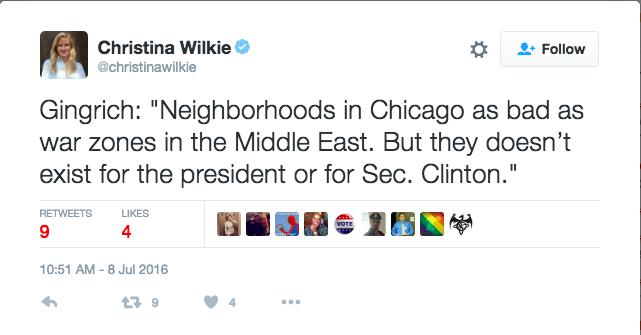 Christina Wilkie
@christinawilkie
Follow
Gingrich: "Neighborhoods in Chicago as bad as
war zones in the Middle East. But they doesn't
exist for the president or for Sec. Clinton."
RETWEETS LIKES
9 4
VOTE
10:51 AM - 8 Jul 2016
9 4